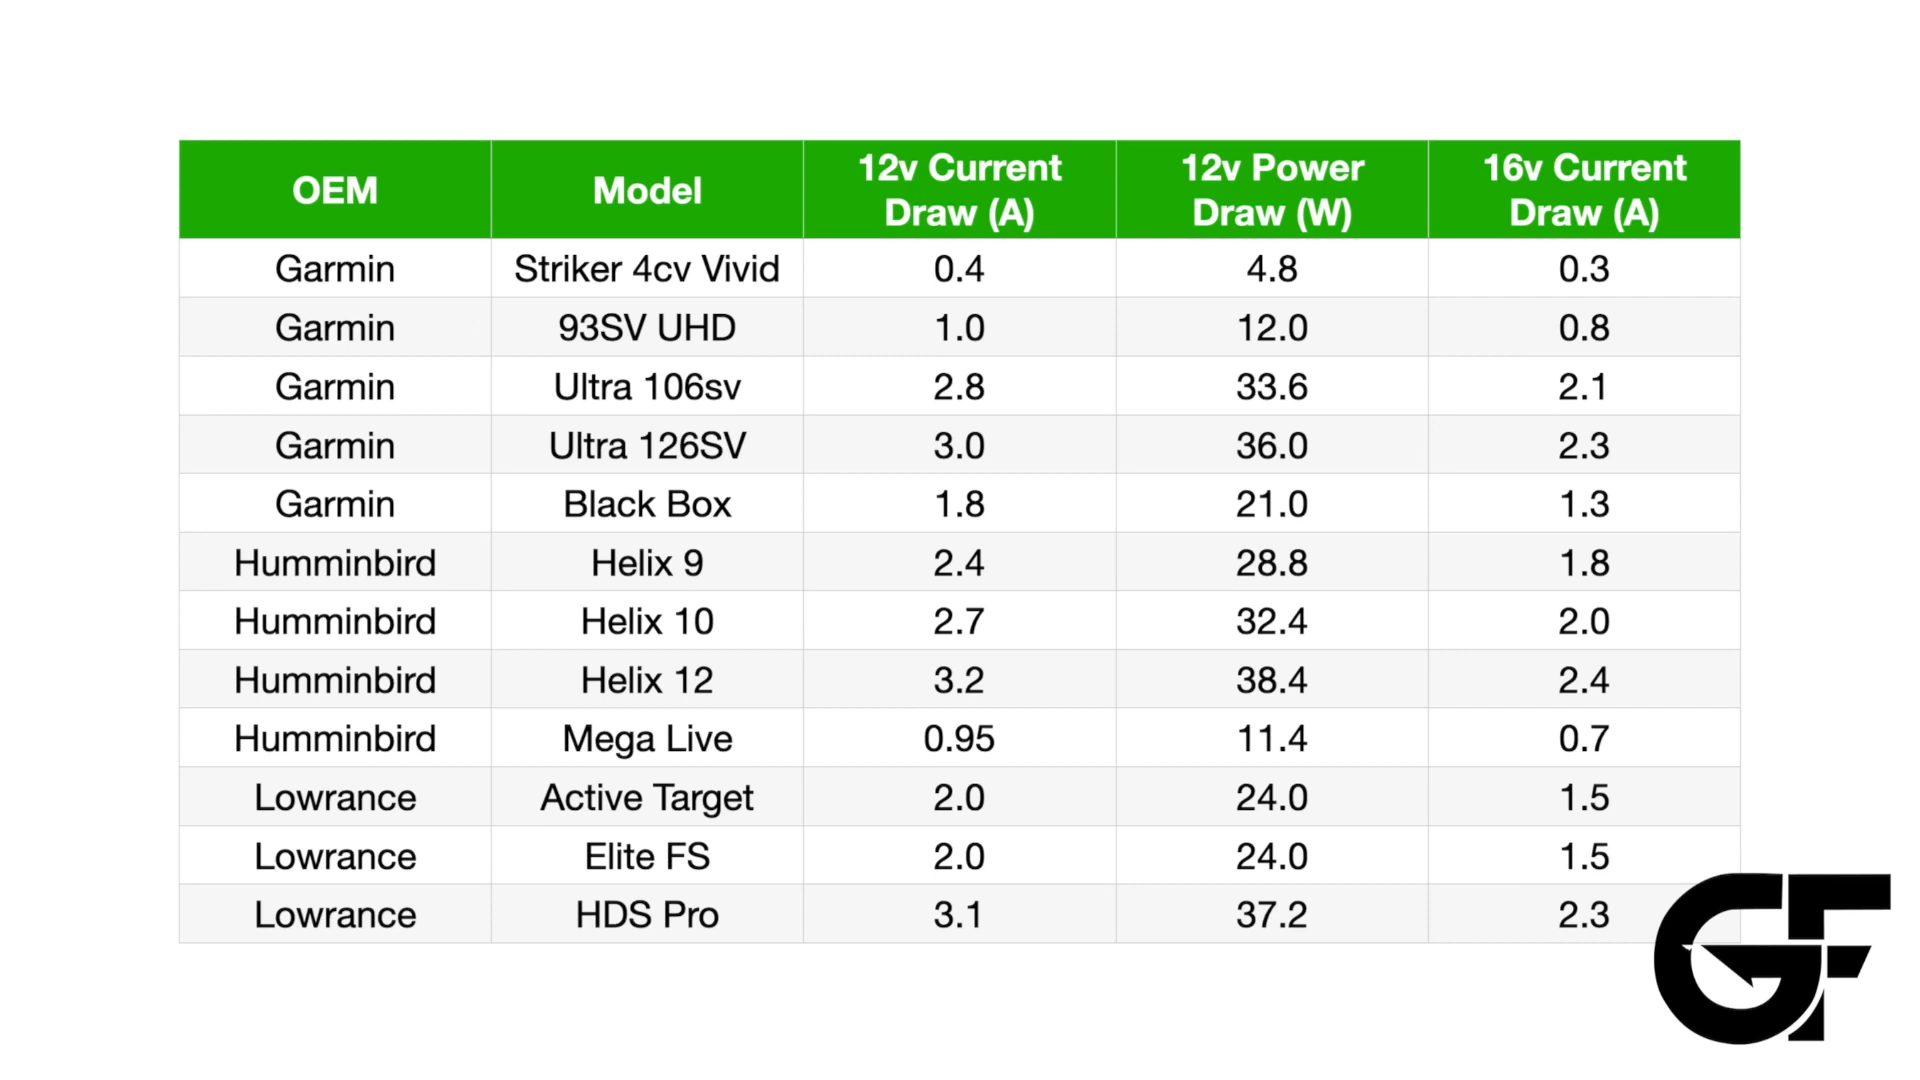 OEM Model 12v Current Draw (A) 12v Power Draw (W) 16v Current Draw (A)
Garmin Striker 4cv Vivid 0.4 4.8 0.3
Garmin 93SV UHD 1.0 12.0 0.8
Garmin Ultra 106sv 2.8 33.6 2.1
Garmin Ultra 126SV 3.0 36.0 2.3
Garmin Black Box 1.8 21.0 1.3
Humminbird Helix 9 2.4 28.8 1.8
Humminbird Helix 10 2.7 32.4 2.0
Humminbird Helix 12 3.2 38.4 2.4
Humminbird Mega Live 0.95 11.4 0.7
Lowrance Active Target 2.0 24.0 1.5
Lowrance Elite FS 2.0 24.0 1.5
Lowrance HDS Pro 3.1 37.2 2.3
GF